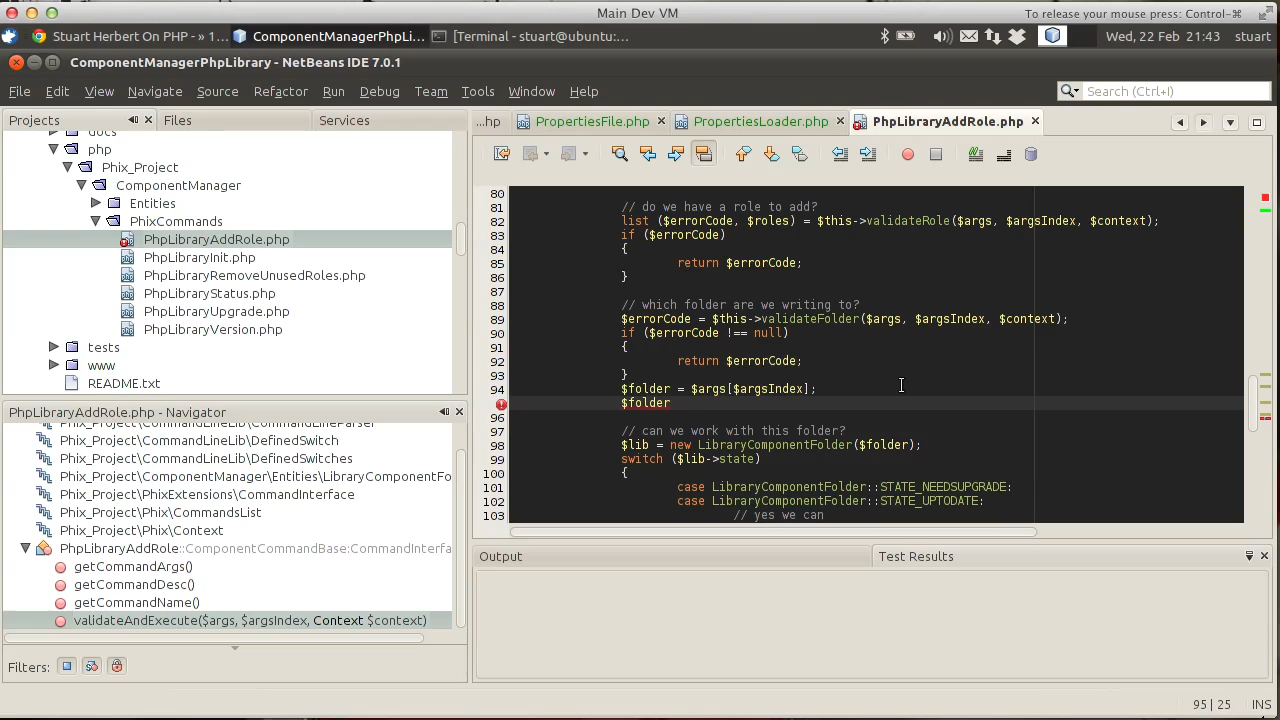 Main Dev VM
To release your mouse press: Control-⌘
Stuart Herbert On PHP - » 1...
ComponentManagerPhpLi...
[Terminal - stuart@ubuntu:...
Wed, 22 Feb 21:43
stuart
ComponentManagerPhpLibrary - NetBeans IDE 7.0.1
File Edit View Navigate Source Refactor Run Debug Team Tools Window Help
Search (Ctrl+I)
Projects
Files
Services
docs
php
Phix_Project
ComponentManager
Entities
PhixCommands
PhpLibraryAddRole.php
PhpLibraryInit.php
PhpLibraryRemoveUnusedRoles.php
PhpLibraryStatus.php
PhpLibraryUpgrade.php
PhpLibraryVersion.php
tests
www
README.txt
PhpLibraryAddRole.php - Navigator
Phix_Project\CommandLineLib\CommandLineParser
Phix_Project\CommandLineLib\DefinedSwitch
Phix_Project\CommandLineLib\DefinedSwitches
Phix_Project\ComponentManager\Entities\LibraryComponentFo
Phix_Project\PhixExtensions\CommandInterface
Phix_Project\Phix\CommandsList
Phix_Project\Phix\Context
PhpLibraryAddRole::ComponentCommandBase:CommandInterfa
getCommandArgs()
getCommandDesc()
getCommandName()
validateAndExecute($args, $argsIndex, Context $context)
Filters:
...hp
PropertiesFile.php
PropertiesLoader.php
PhpLibraryAddRole.php
80
81 // do we have a role to add?
82 list ($errorCode, $roles) = $this->validateRole($args, $argsIndex, $context);
83 if ($errorCode)
84 {
85 return $errorCode;
86 }
87
88 // which folder are we writing to?
89 $errorCode = $this->validateFolder($args, $argsIndex, $context);
90 if ($errorCode !== null)
91 {
92 return $errorCode;
93 }
94 $folder = $args[$argsIndex];
$folder
96
97 // can we work with this folder?
98 $lib = new LibraryComponentFolder($folder);
99 switch ($lib->state)
100 {
101 case LibraryComponentFolder::STATE_NEEDSUPGRADE:
102 case LibraryComponentFolder::STATE_UPTODATE:
103 // yes we can
Output
Test Results
95 | 25
INS